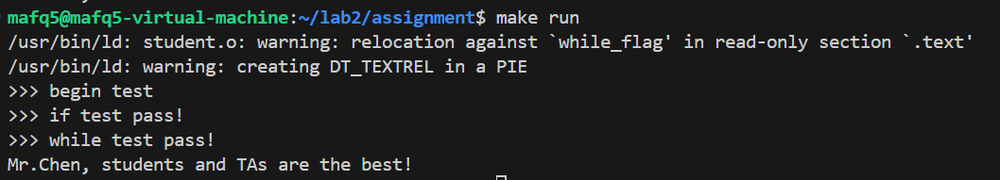 mafq5@mafq5-virtual-machine:~/lab2/assignment$ make run
/usr/bin/ld: student.o: warning: relocation against `while_flag' in read-only section `.text'
/usr/bin/ld: warning: creating DT_TEXTREL in a PIE
>>> begin test
>>> if test pass!
>>> while test pass!
Mr.Chen, students and TAs are the best!